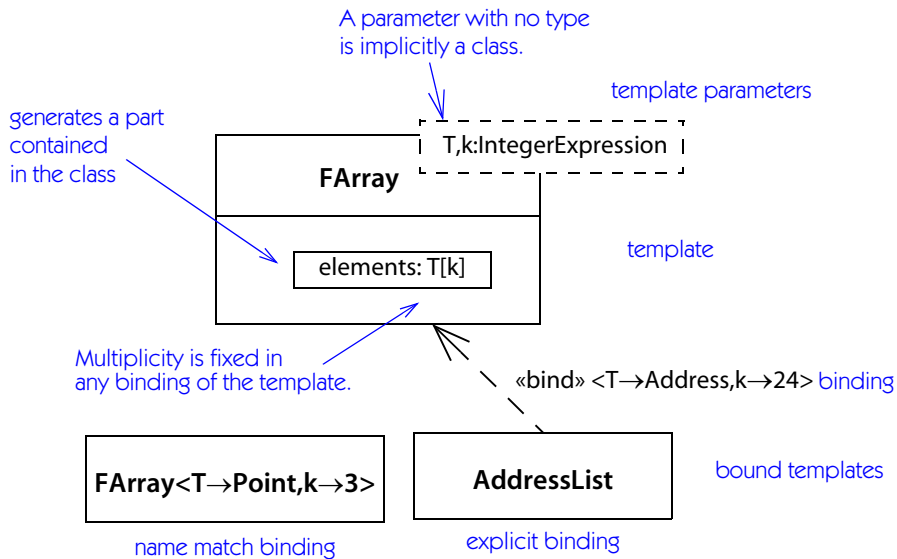 A parameter with no type
is implicitly a class.
template parameters
generates a part
contained
in the class
T,k:IntegerExpression
FArray
template
elements: T[k]
Multiplicity is fixed in
any binding of the template.
«bind» <T→Address,k→24> binding
FArray<T→Point,k→3>
AddressList
bound templates
name match binding
explicit binding